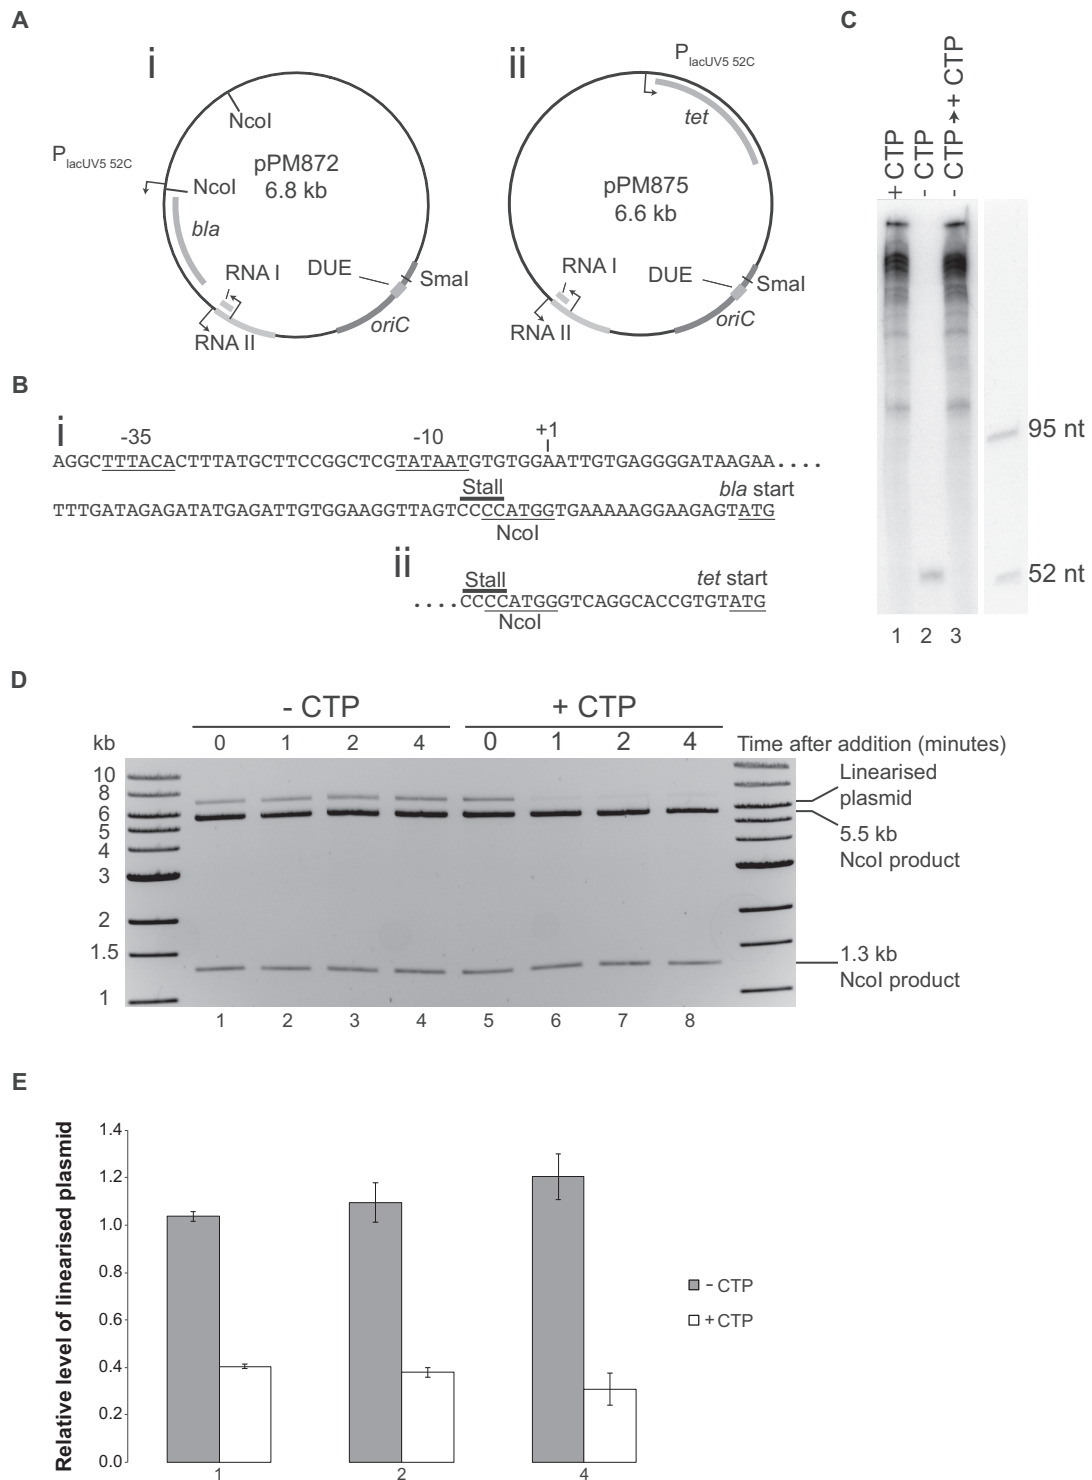 A
i
ii
P lacUV5 52C
NcoI
P lacUV5 52C
NcoI
bla
pPM872
6.8 kb
RNA I
DUE
SmaI
oriC
RNA II
tet
pPM875
6.6 kb
RNA I
DUE
SmaI
oriC
RNA II
B
i
-35
-10
+1
AGGCTTTACACTTTATGCTTCCGGCTCGTATAATGTGTGGAATTGTGAGGGGATAAGAA....
Stall
bla start
TTTGATAGAGATATGAGATTGTGGAAGGTTAGTCCCCATGGTGAAAAAGGAAGAGTATG
NcoI
ii
Stall
tet start
....CCCCATGGGTCAGGCACCGTGTATG
NcoI
C
+ CTP
- CTP
- CTP → + CTP
95 nt
52 nt
1 2 3
D
- CTP
+ CTP
kb
0 1 2 4 0 1 2 4
Time after addition (minutes)
10
8
6
5
4
3
2
1.5
1
Linearised
plasmid
5.5 kb
NcoI product
1.3 kb
NcoI product
1 2 3 4 5 6 7 8
E
Relative level of linearised plasmid
1.4
1.2
1.0
0.8
0.6
0.4
0.2
0.0
1 2 4
- CTP
+ CTP